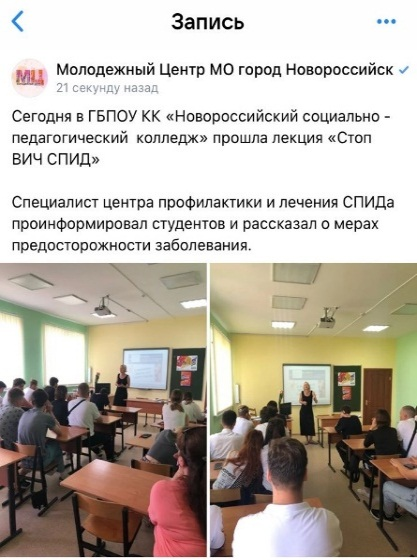 Запись
МЦ
Молодежный Центр МО город Новороссийск
21 секунду назад
Сегодня в ГБПОУ КК «Новороссийский социально -
педагогический колледж» прошла лекция «Стоп
ВИЧ СПИД»
Специалист центра профилактики и лечения СПИДа
проинформировал студентов и рассказал о мерах
предосторожности заболевания.